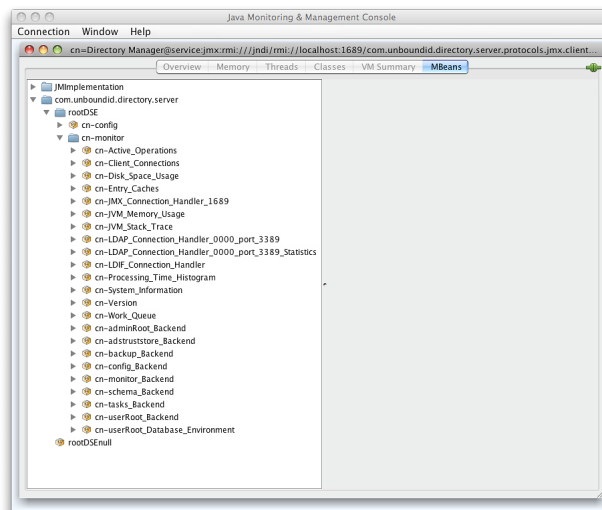 Java Monitoring & Management Console
Connection Window Help
cn=Directory Manager@service:jmx:rmi:///jndi/rmi://localhost:1689/com.unboundid.directory.server.protocols.jmx.client...
Overview Memory Threads Classes VM Summary MBeans
JMImplementation
com.unboundid.directory.server
rootDSE
cn-config
cn-monitor
cn-Active_Operations
cn-Client_Connections
cn-Disk_Space_Usage
cn-Entry_Caches
cn-JMX_Connection_Handler_1689
cn-JVM_Memory_Usage
cn-JVM_Stack_Trace
cn-LDAP_Connection_Handler_0000_port_3389
cn-LDAP_Connection_Handler_0000_port_3389_Statistics
cn-LDIF_Connection_Handler
cn-Processing_Time_Histogram
cn-System_Information
cn-Version
cn-Work_Queue
cn-adminRoot_Backend
cn-adstruststore_Backend
cn-backup_Backend
cn-config_Backend
cn-monitor_Backend
cn-schema_Backend
cn-tasks_Backend
cn-userRoot_Backend
cn-userRoot_Database_Environment
rootDSEnull